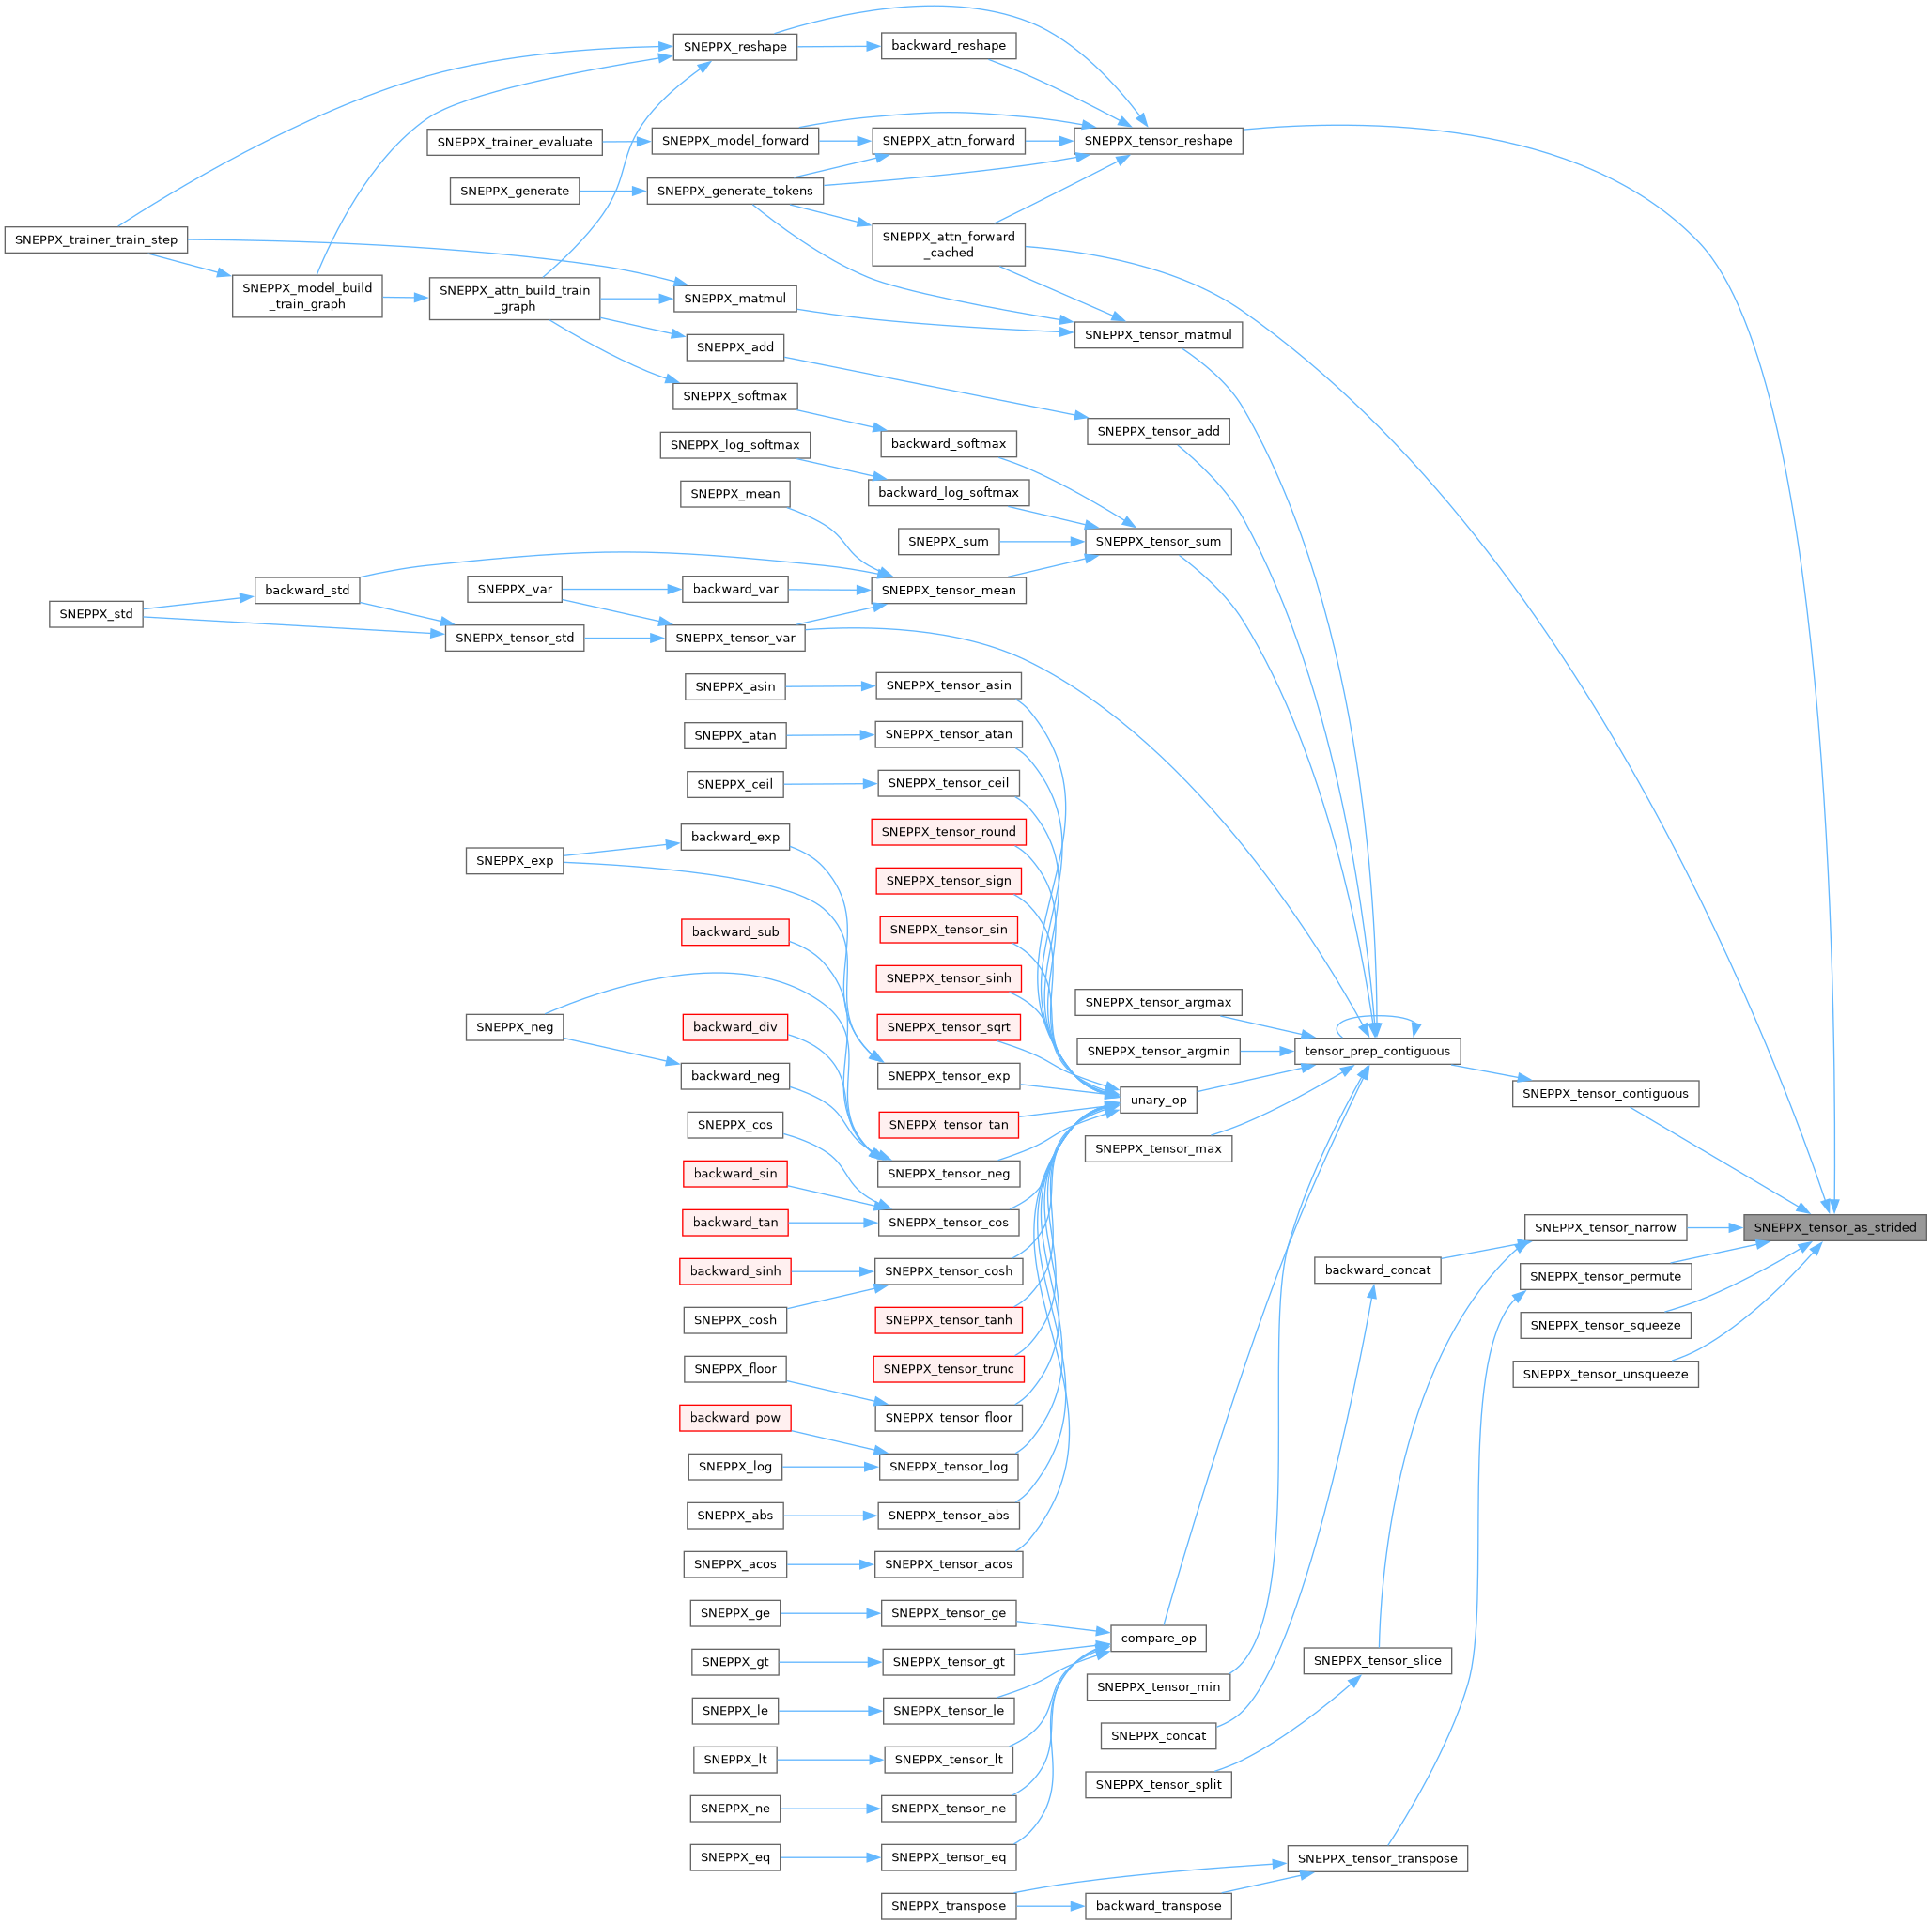 SNEPPX_reshape
backward_reshape
SNEPPX_trainer_evaluate
SNEPPX_model_forward
SNEPPX_attn_forward
SNEPPX_tensor_reshape
SNEPPX_generate
SNEPPX_generate_tokens
SNEPPX_trainer_train_step
SNEPPX_attn_forward
_cached
SNEPPX_model_build
_train_graph
SNEPPX_attn_build_train
_graph
SNEPPX_matmul
SNEPPX_tensor_matmul
SNEPPX_add
SNEPPX_softmax
SNEPPX_tensor_add
SNEPPX_log_softmax
backward_softmax
SNEPPX_mean
backward_log_softmax
SNEPPX_sum
SNEPPX_tensor_sum
SNEPPX_std
backward_std
SNEPPX_var
backward_var
SNEPPX_tensor_mean
SNEPPX_tensor_std
SNEPPX_tensor_var
SNEPPX_asin
SNEPPX_tensor_asin
SNEPPX_atan
SNEPPX_tensor_atan
SNEPPX_ceil
SNEPPX_tensor_ceil
SNEPPX_exp
backward_exp
SNEPPX_tensor_round
SNEPPX_tensor_sign
backward_sub
SNEPPX_tensor_sin
SNEPPX_tensor_sinh
SNEPPX_tensor_argmax
SNEPPX_neg
backward_div
SNEPPX_tensor_sqrt
SNEPPX_tensor_argmin
tensor_prep_contiguous
backward_neg
SNEPPX_tensor_exp
unary_op
SNEPPX_tensor_contiguous
SNEPPX_cos
SNEPPX_tensor_tan
SNEPPX_tensor_max
backward_sin
SNEPPX_tensor_neg
backward_tan
SNEPPX_tensor_cos
SNEPPX_tensor_narrow
SNEPPX_tensor_as_strided
backward_sinh
SNEPPX_tensor_cosh
backward_concat
SNEPPX_tensor_permute
SNEPPX_cosh
SNEPPX_tensor_tanh
SNEPPX_tensor_squeeze
SNEPPX_floor
SNEPPX_tensor_trunc
SNEPPX_tensor_unsqueeze
backward_pow
SNEPPX_tensor_floor
SNEPPX_log
SNEPPX_tensor_log
SNEPPX_abs
SNEPPX_tensor_abs
SNEPPX_acos
SNEPPX_tensor_acos
SNEPPX_ge
SNEPPX_tensor_ge
compare_op
SNEPPX_gt
SNEPPX_tensor_gt
SNEPPX_tensor_slice
SNEPPX_tensor_min
SNEPPX_le
SNEPPX_tensor_le
SNEPPX_concat
SNEPPX_lt
SNEPPX_tensor_lt
SNEPPX_tensor_split
SNEPPX_ne
SNEPPX_tensor_ne
SNEPPX_eq
SNEPPX_tensor_eq
SNEPPX_tensor_transpose
SNEPPX_transpose
backward_transpose